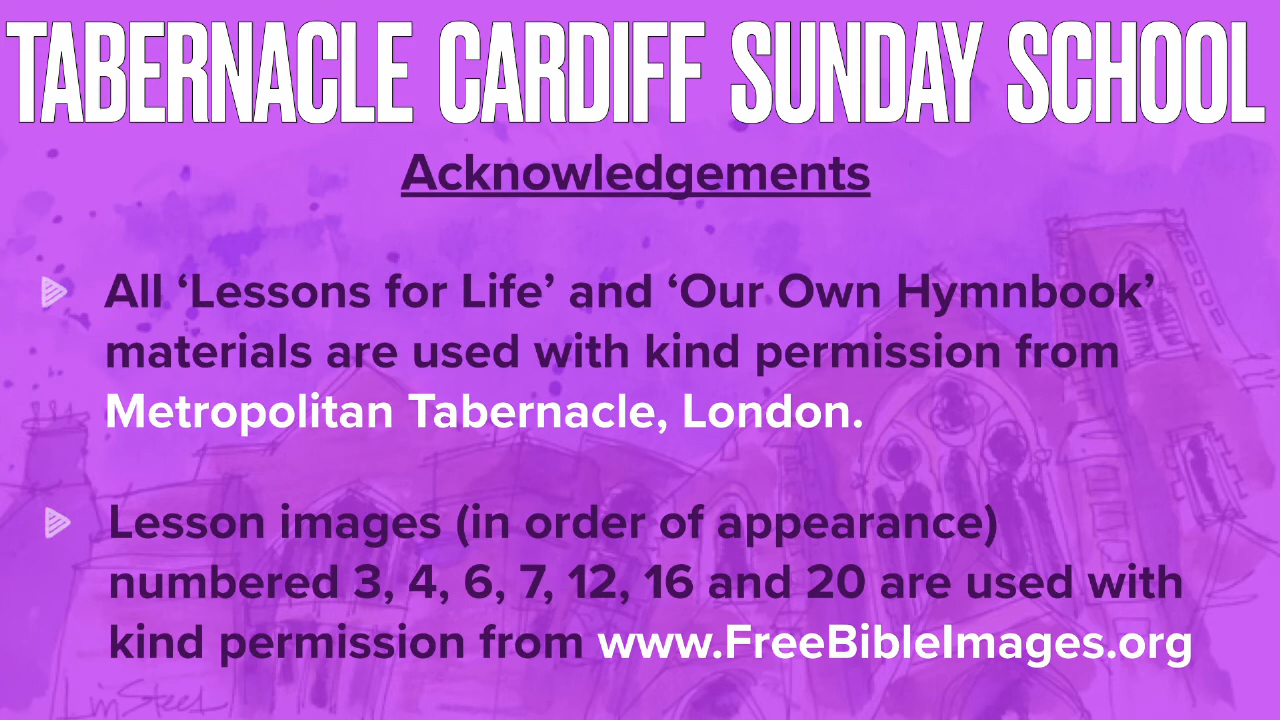 TABERNACLE CARDIFF SUNDAY SCHOOL
Acknowledgements
All ‘Lessons for Life’ and ‘Our Own Hymnbook’
materials are used with kind permission from
Metropolitan Tabernacle, London.
Lesson images (in order of appearance)
numbered 3, 4, 6, 7, 12, 16 and 20 are used with
kind permission from www.FreeBibleImages.org